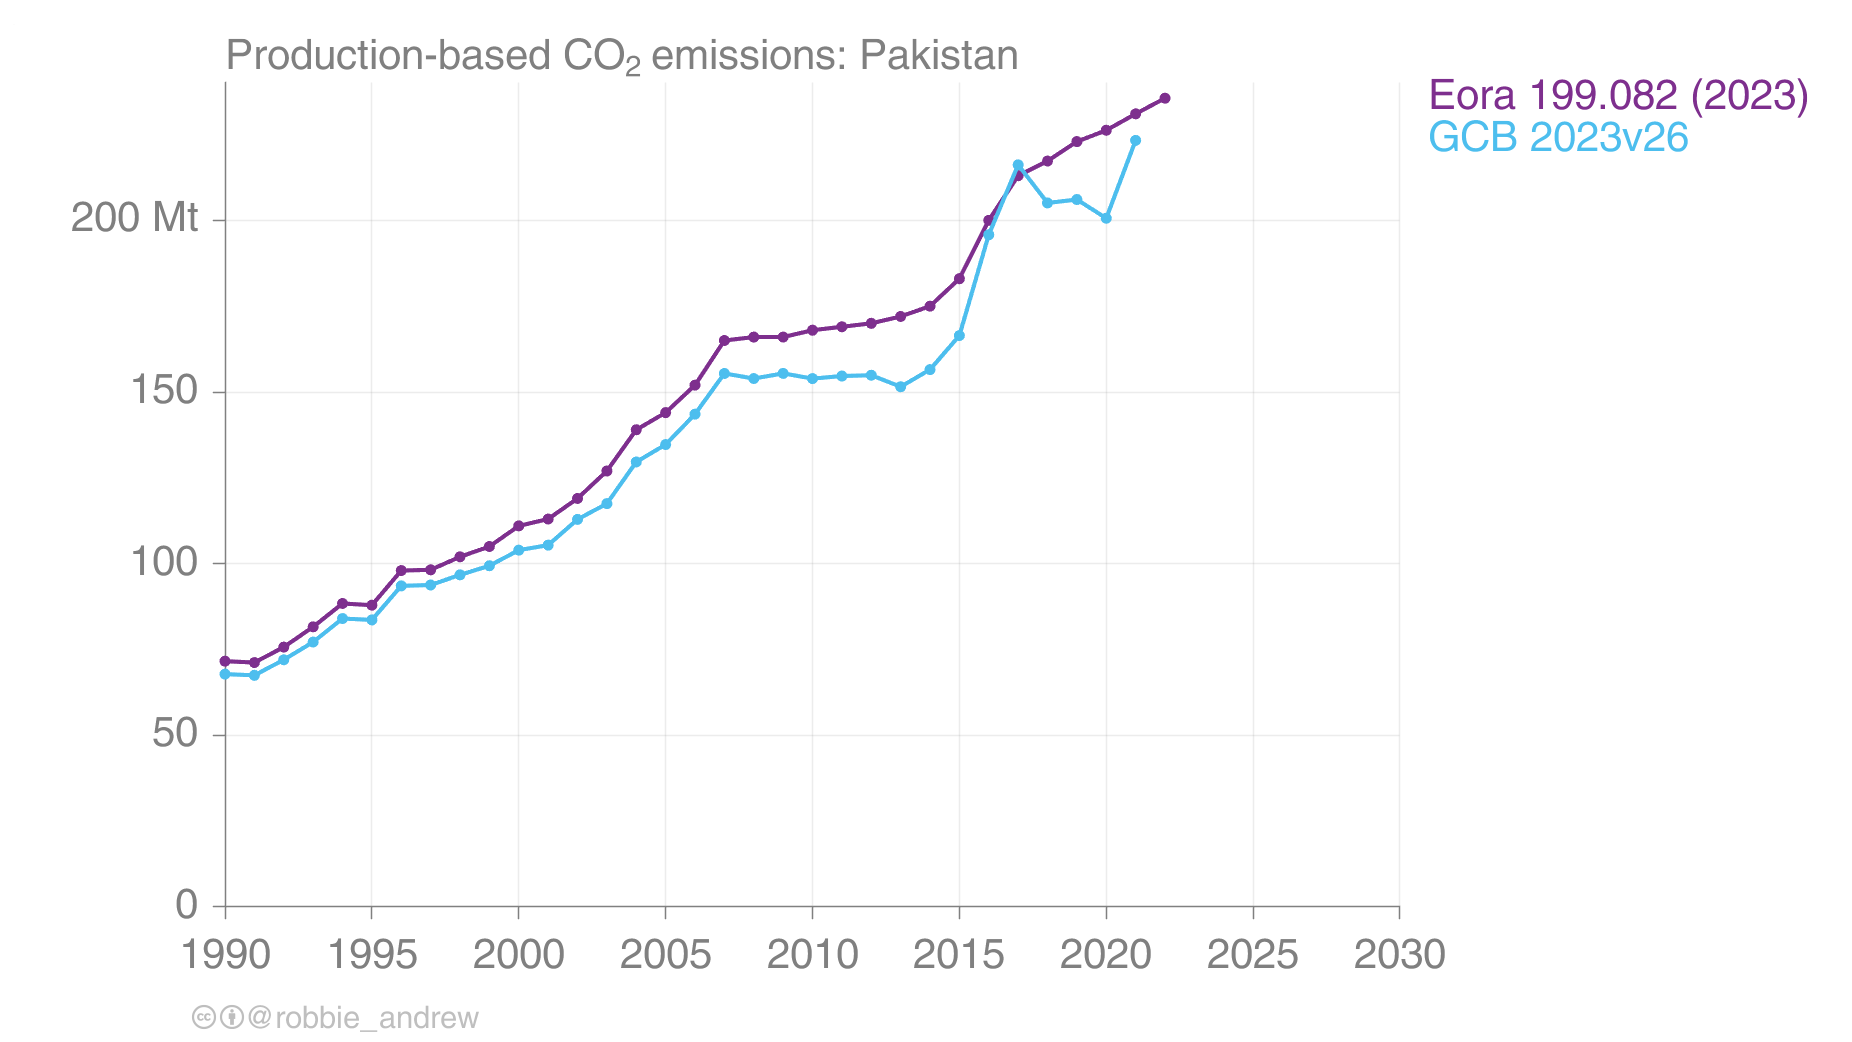 Production-based CO₂ emissions: Pakistan
Eora 199.082 (2023)
GCB 2023v26
200 Mt
150
100
50
0
1990 1995 2000 2005 2010 2015 2020 2025 2030
@robbie_andrew